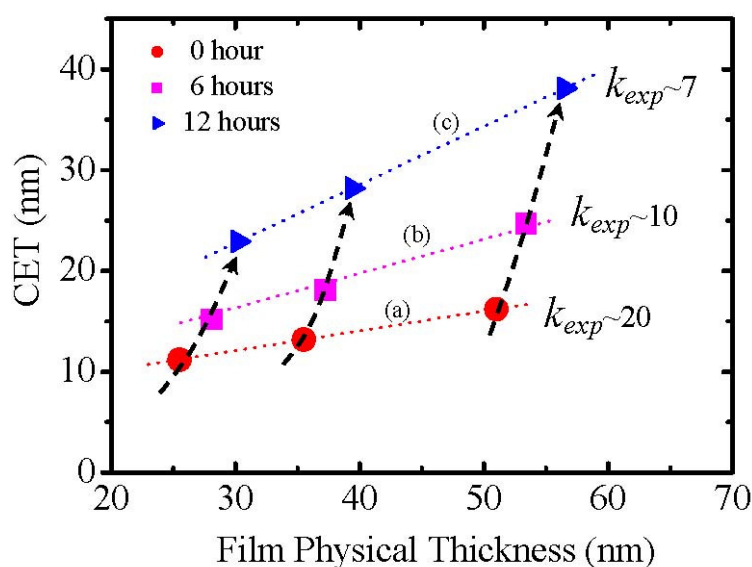 0 hour
6 hours
12 hours
(c)
k_exp~7
(b)
k_exp~10
(a)
k_exp~20
CET (nm)
40
30
20
10
0
20 30 40 50 60 70
Film Physical Thickness (nm)